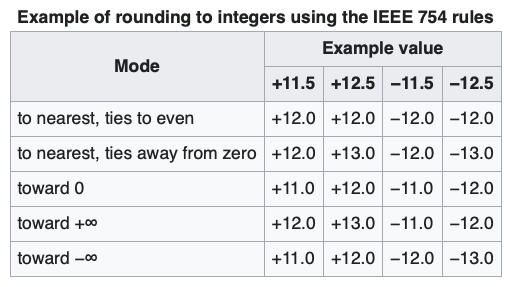 Example of rounding to integers using the IEEE 754 rules
Mode Example value
+11.5 +12.5 −11.5 −12.5
to nearest, ties to even +12.0 +12.0 −12.0 −12.0
to nearest, ties away from zero +12.0 +13.0 −12.0 −13.0
toward 0 +11.0 +12.0 −11.0 −12.0
toward +∞ +12.0 +13.0 −11.0 −12.0
toward −∞ +11.0 +12.0 −12.0 −13.0